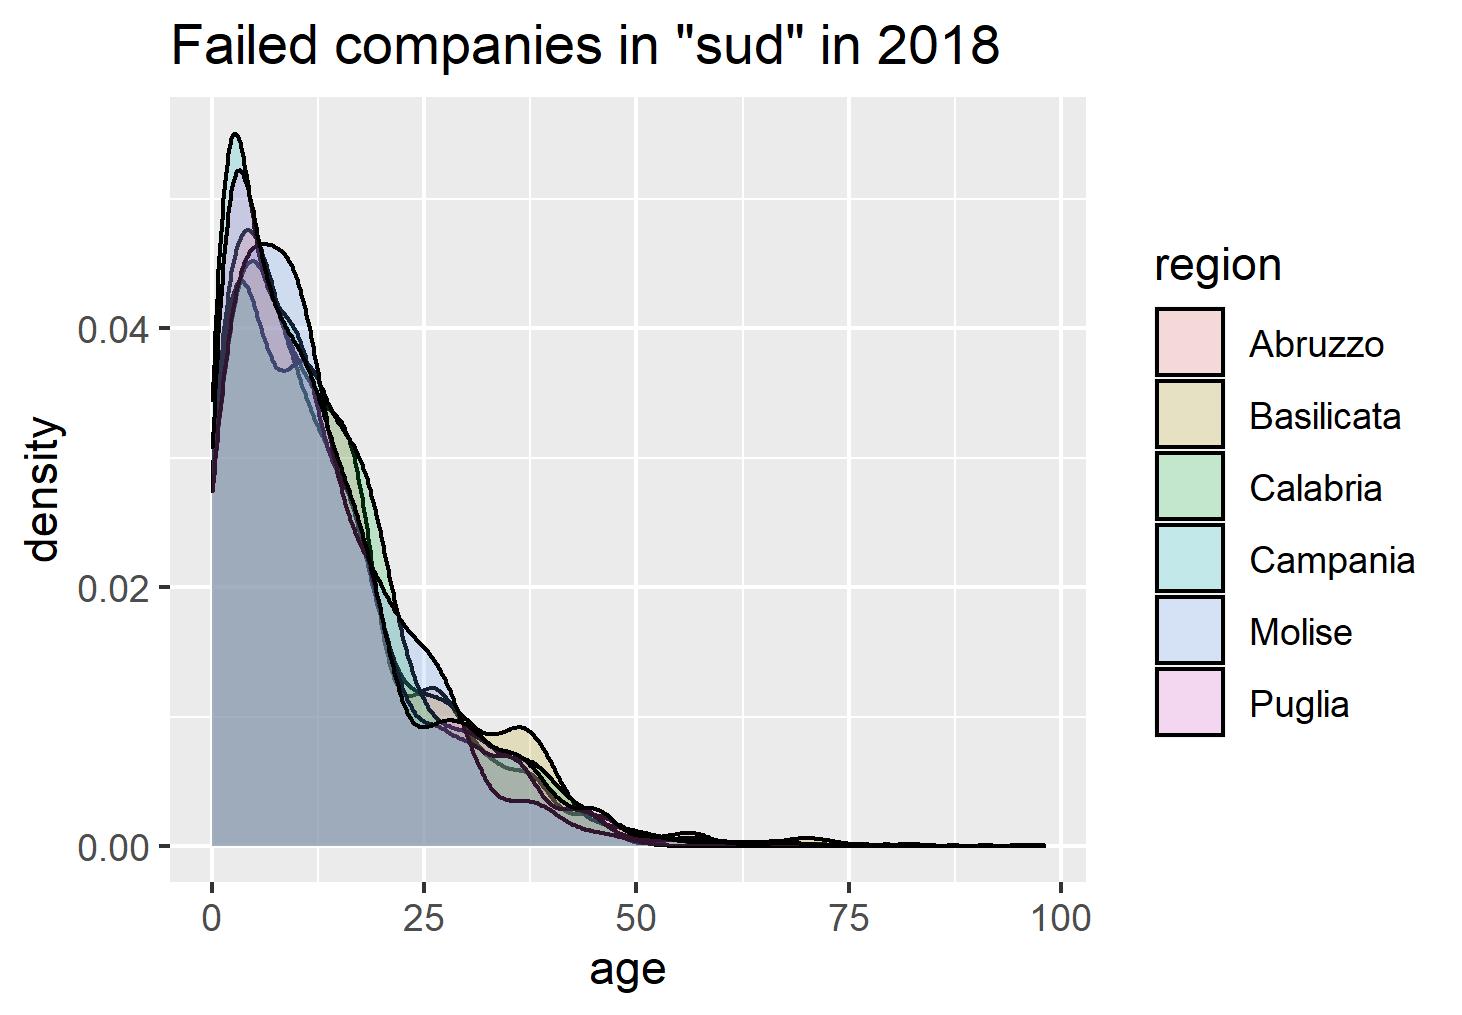 Failed companies in "sud" in 2018
density
0.04
0.02
0.00
0
25
50
75
100
age
region
Abruzzo
Basilicata
Calabria
Campania
Molise
Puglia